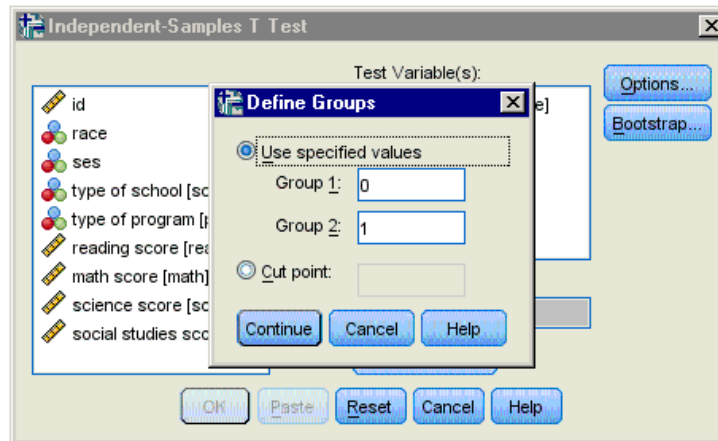 Independent-Samples T Test
Test Variable(s):
id
race
ses
type of school [sc
type of program [p
reading score [rea
math score [math]
science score [sc
social studies sco
e]
Options...
Bootstrap...
Define Groups
Use specified values
Group 1: 0
Group 2: 1
Cut point:
Continue Cancel Help
OK Paste Reset Cancel Help